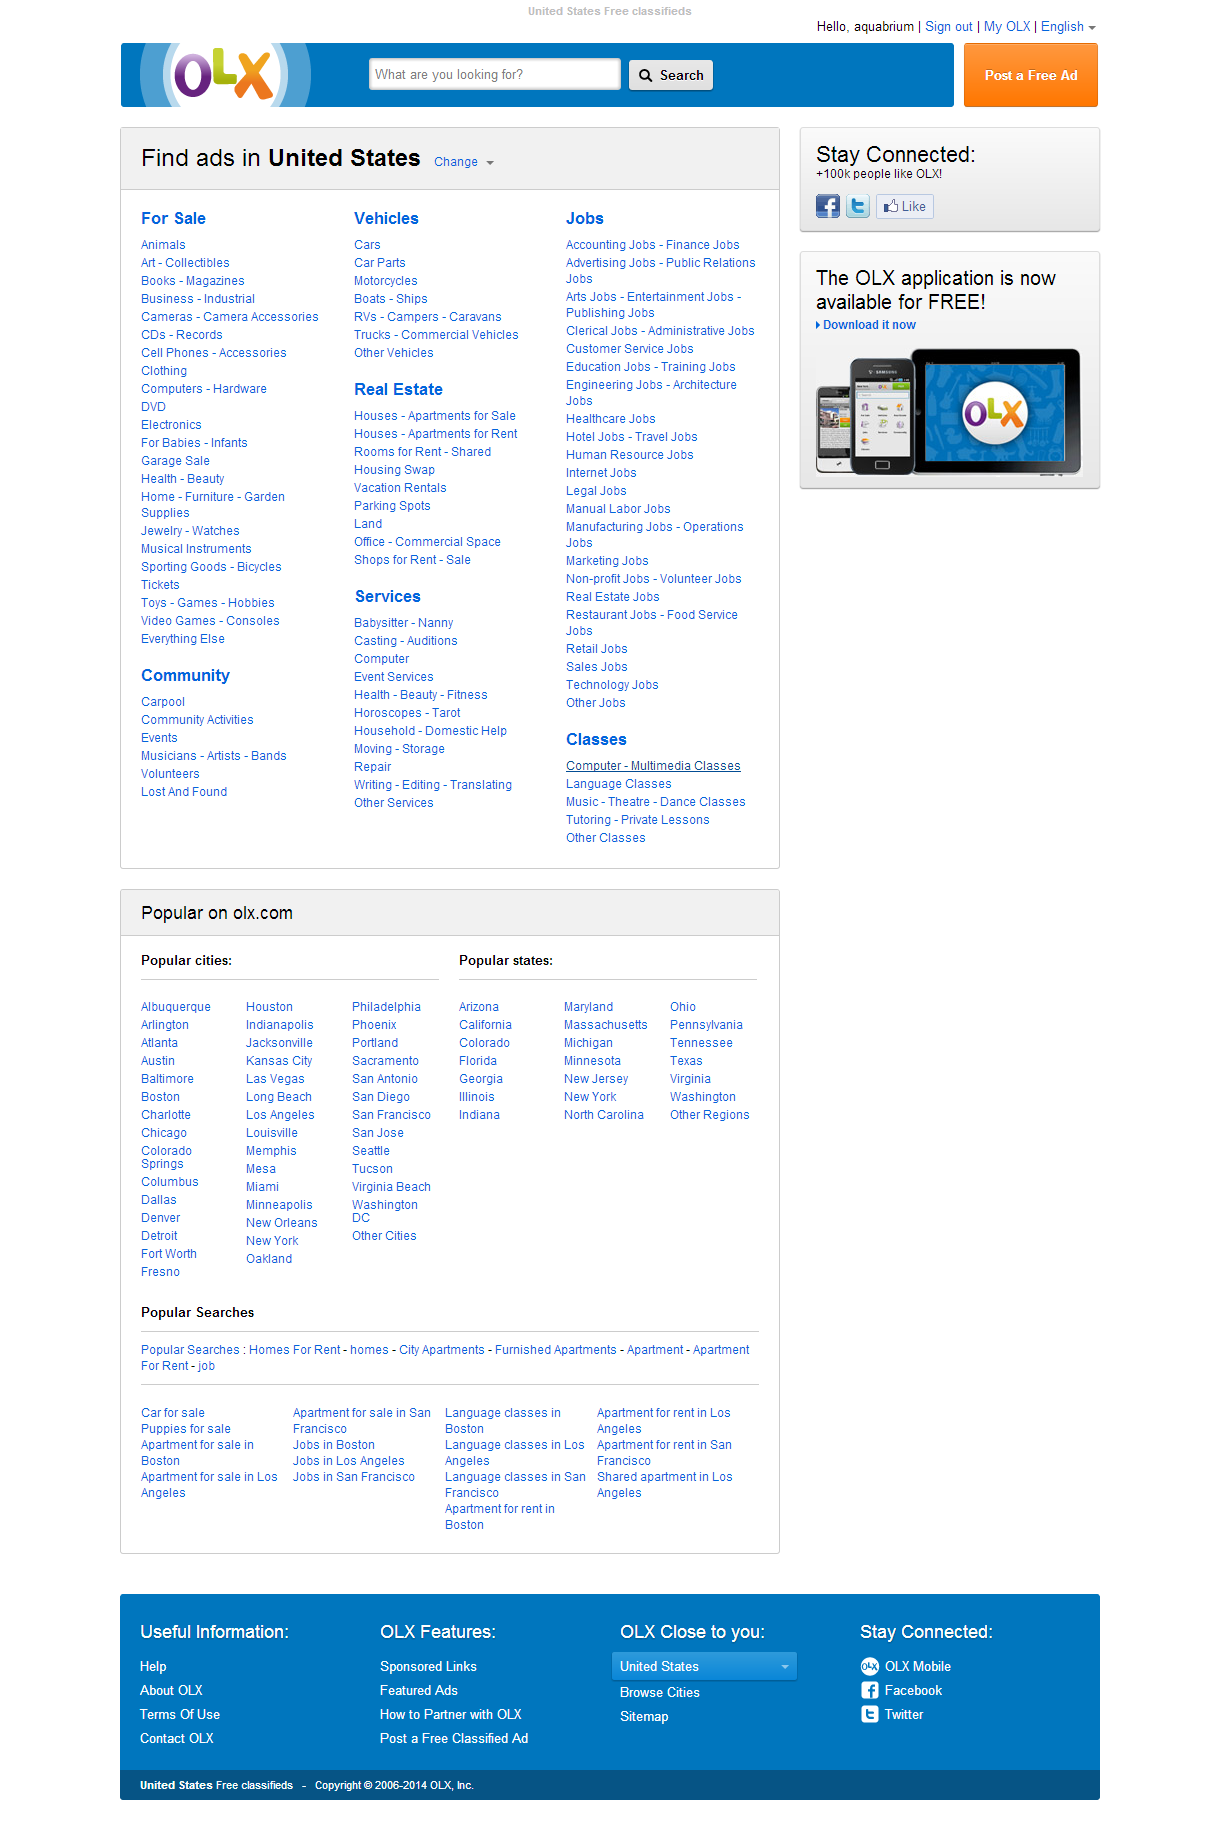 United States Free classifieds
Hello, aquabrium | Sign out | My OLX | English
OLX
What are you looking for?
Search
Post a Free Ad
Find ads in United States Change
For Sale
Animals
Art - Collectibles
Books - Magazines
Business - Industrial
Cameras - Camera Accessories
CDs - Records
Cell Phones - Accessories
Clothing
Computers - Hardware
DVD
Electronics
For Babies - Infants
Garage Sale
Health - Beauty
Home - Furniture - Garden
Supplies
Jewelry - Watches
Musical Instruments
Sporting Goods - Bicycles
Tickets
Toys - Games - Hobbies
Video Games - Consoles
Everything Else
Community
Carpool
Community Activities
Events
Musicians - Artists - Bands
Volunteers
Lost And Found
Vehicles
Cars
Car Parts
Motorcycles
Boats - Ships
RVs - Campers - Caravans
Trucks - Commercial Vehicles
Other Vehicles
Real Estate
Houses - Apartments for Sale
Houses - Apartments for Rent
Rooms for Rent - Shared
Housing Swap
Vacation Rentals
Parking Spots
Land
Office - Commercial Space
Shops for Rent - Sale
Services
Babysitter - Nanny
Casting - Auditions
Computer
Event Services
Health - Beauty - Fitness
Horoscopes - Tarot
Household - Domestic Help
Moving - Storage
Repair
Writing - Editing - Translating
Other Services
Jobs
Accounting Jobs - Finance Jobs
Advertising Jobs - Public Relations
Jobs
Arts Jobs - Entertainment Jobs -
Publishing Jobs
Clerical Jobs - Administrative Jobs
Customer Service Jobs
Education Jobs - Training Jobs
Engineering Jobs - Architecture
Jobs
Healthcare Jobs
Hotel Jobs - Travel Jobs
Human Resource Jobs
Internet Jobs
Legal Jobs
Manual Labor Jobs
Manufacturing Jobs - Operations
Jobs
Marketing Jobs
Non-profit Jobs - Volunteer Jobs
Real Estate Jobs
Restaurant Jobs - Food Service
Jobs
Retail Jobs
Sales Jobs
Technology Jobs
Other Jobs
Classes
Computer - Multimedia Classes
Language Classes
Music - Theatre - Dance Classes
Tutoring - Private Lessons
Other Classes
Stay Connected:
+100k people like OLX!
Like
The OLX application is now
available for FREE!
Download it now
SAMSUNG
OLX
Popular on olx.com
Popular cities:
Albuquerque
Arlington
Atlanta
Austin
Baltimore
Boston
Charlotte
Chicago
Colorado
Springs
Columbus
Dallas
Denver
Detroit
Fort Worth
Fresno
Houston
Indianapolis
Jacksonville
Kansas City
Las Vegas
Long Beach
Los Angeles
Louisville
Memphis
Mesa
Miami
Minneapolis
New Orleans
New York
Oakland
Philadelphia
Phoenix
Portland
Sacramento
San Antonio
San Diego
San Francisco
San Jose
Seattle
Tucson
Virginia Beach
Washington
DC
Other Cities
Popular states:
Arizona
California
Colorado
Florida
Georgia
Illinois
Indiana
Maryland
Massachusetts
Michigan
Minnesota
New Jersey
New York
North Carolina
Ohio
Pennsylvania
Tennessee
Texas
Virginia
Washington
Other Regions
Popular Searches
Popular Searches : Homes For Rent - homes - City Apartments - Furnished Apartments - Apartment - Apartment
For Rent - job
Car for sale
Puppies for sale
Apartment for sale in
Boston
Apartment for sale in Los
Angeles
Apartment for sale in San
Francisco
Jobs in Boston
Jobs in Los Angeles
Jobs in San Francisco
Language classes in
Boston
Language classes in Los
Angeles
Language classes in San
Francisco
Apartment for rent in
Boston
Apartment for rent in Los
Angeles
Apartment for rent in San
Francisco
Shared apartment in Los
Angeles
Useful Information:
Help
About OLX
Terms Of Use
Contact OLX
OLX Features:
Sponsored Links
Featured Ads
How to Partner with OLX
Post a Free Classified Ad
OLX Close to you:
United States
Browse Cities
Sitemap
Stay Connected:
OLX OLX Mobile
Facebook
Twitter
United States Free classifieds - Copyright © 2006-2014 OLX, Inc.